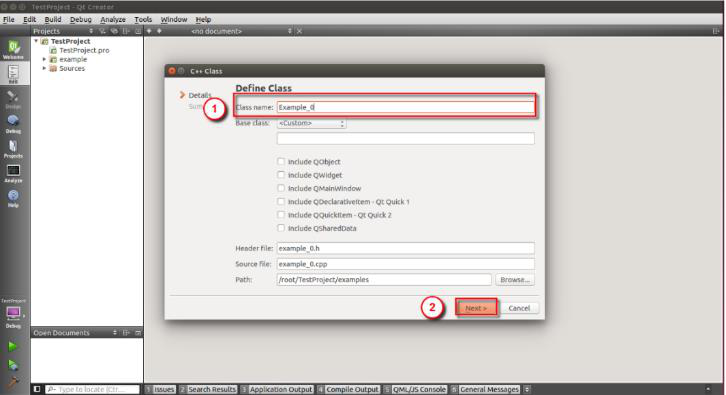 TestProject - Qt Creator
File Edit Build Debug Analyze Tools Window Help
Projects
<no document>
Welcome
Edit
Design
Debug
Projects
Analyze
Help
TestProject
TestProject.pro
example
Sources
C++ Class
Details
Define Class
1
Class name: Example_0
Base class: <Custom>
Include QObject
Include QWidget
Include QMainWindow
Include QDeclarativeItem - Qt Quick 1
Include QQuickItem - Qt Quick 2
Include QSharedData
Header file: example_0.h
Source file: example_0.cpp
Path: /root/TestProject/examples Browse...
2 Next > Cancel
TestProject
Debug
Open Documents
Type to locate (Ctrl...
1 Issues 2 Search Results 3 Application Output 4 Compile Output 5 QML/JS Console 6 General Messages